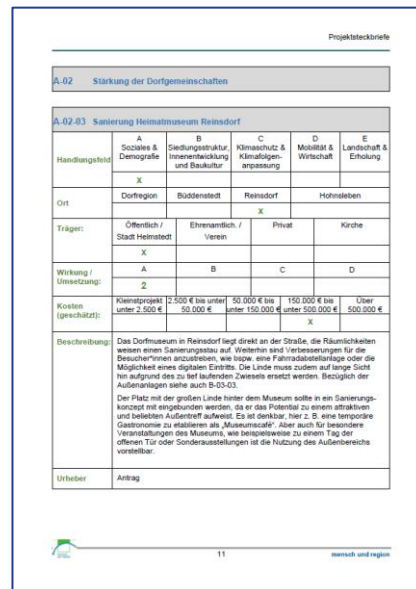 Projektsteckbriefe
A-02 Stärkung der Dorfgemeinschaften
A-02-03 Sanierung Heimatmuseum Reinsdorf
Handlungsfeld
A
Soziales &
Demografie
B
Siedlungsstruktur,
Innenentwicklung
und Baukultur
C
Klimaschutz &
Klimafolgen-
anpassung
D
Mobilität &
Wirtschaft
E
Landschaft &
Erholung
X
Ort
Dorfregion Büddenstedt Reinsdorf Hohnsleben
X
Träger:
Öffentlich /
Stadt Helmstedt
Ehrenamtlich. /
Verein
Privat
Kirche
X
Wirkung /
Umsetzung:
A B C D
2
Kosten
(geschätzt):
Kleinstprojekt
unter 2.500 €
2.500 € bis unter
50.000 €
50.000 € bis
unter 150.000 €
150.000 € bis
unter 500.000 €
Über
500.000 €
X
Beschreibung:
Das Dorfmuseum in Reinsdorf liegt direkt an der Straße, die Räumlichkeiten
weisen einen Sanierungsstau auf. Weiterhin sind Verbesserungen für die
Besucher*innen anzustreben, wie bspw. eine Fahrradabstellanlage oder die
Möglichkeit eines digitalen Eintritts. Die Linde muss zudem auf lange Sicht
hin aufgrund des zu tief laufenden Zwiesels ersetzt werden. Bezüglich der
Außenanlagen siehe auch B-03-03.
Der Platz mit der großen Linde hinter dem Museum sollte in ein Sanierungs-
konzept mit eingebunden werden, da er das Potential zu einem attraktiven
und beliebten Außentreff aufweist. Es ist denkbar, hier z. B. eine temporäre
Gastronomie zu etablieren als „Museumscafé“. Aber auch für besondere
Veranstaltungen des Museums, wie beispielsweise zu einem Tag der
offenen Tür oder Sonderausstellungen ist die Nutzung des Außenbereichs
vorstellbar.
Urheber Antrag
11
mensch und region